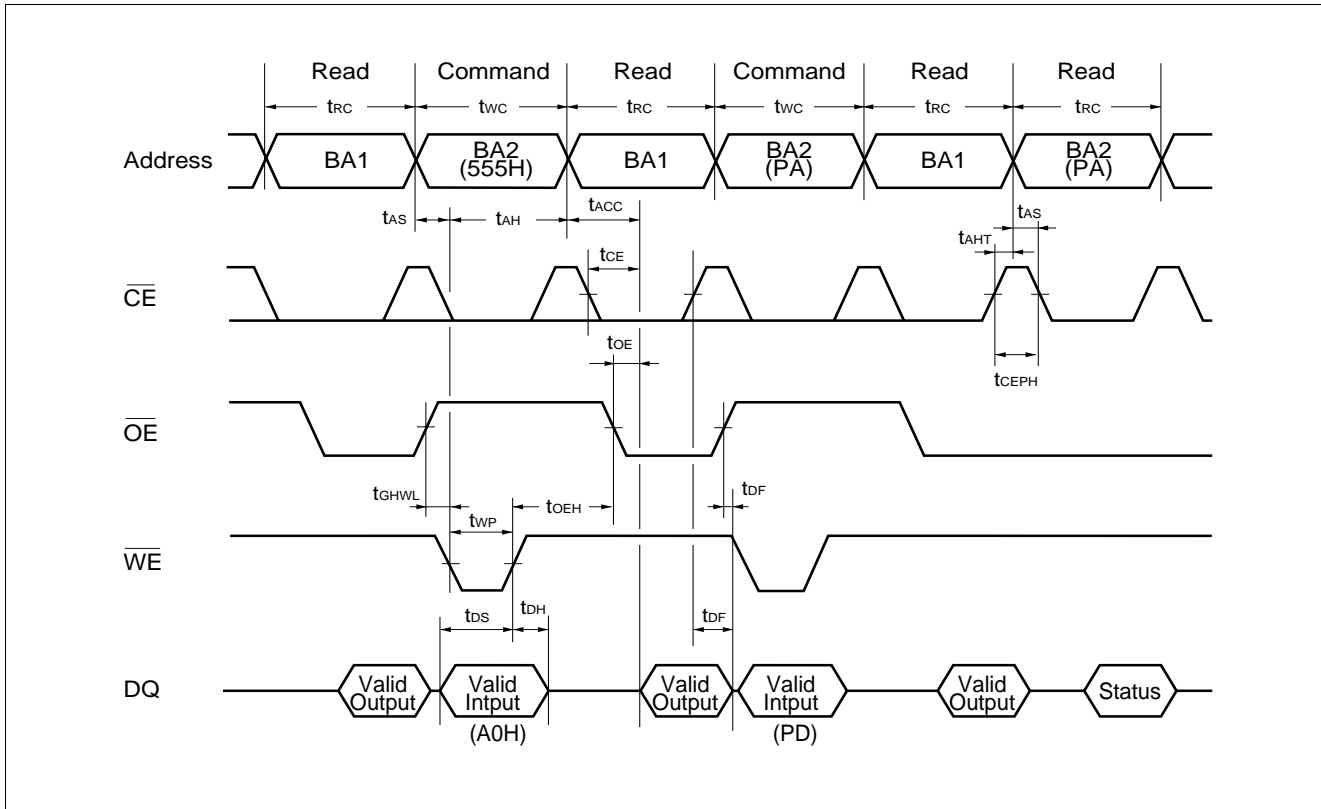 Read Command Read Command Read Read
tRC tWC tRC tWC tRC tRC
Address BA1 BA2 BA1 BA2 BA1 BA2
(555H) (PA) (PA)
tAS tAH tACC tAS
tAHT
tCE
CE
tOE
tCEPH
OE
tGHWL tDF
tWP tOEH
WE
tDS tDH tDF
DQ Valid Valid Valid Valid Valid Status
Output Intput Output Intput Output
(A0H) (PD)